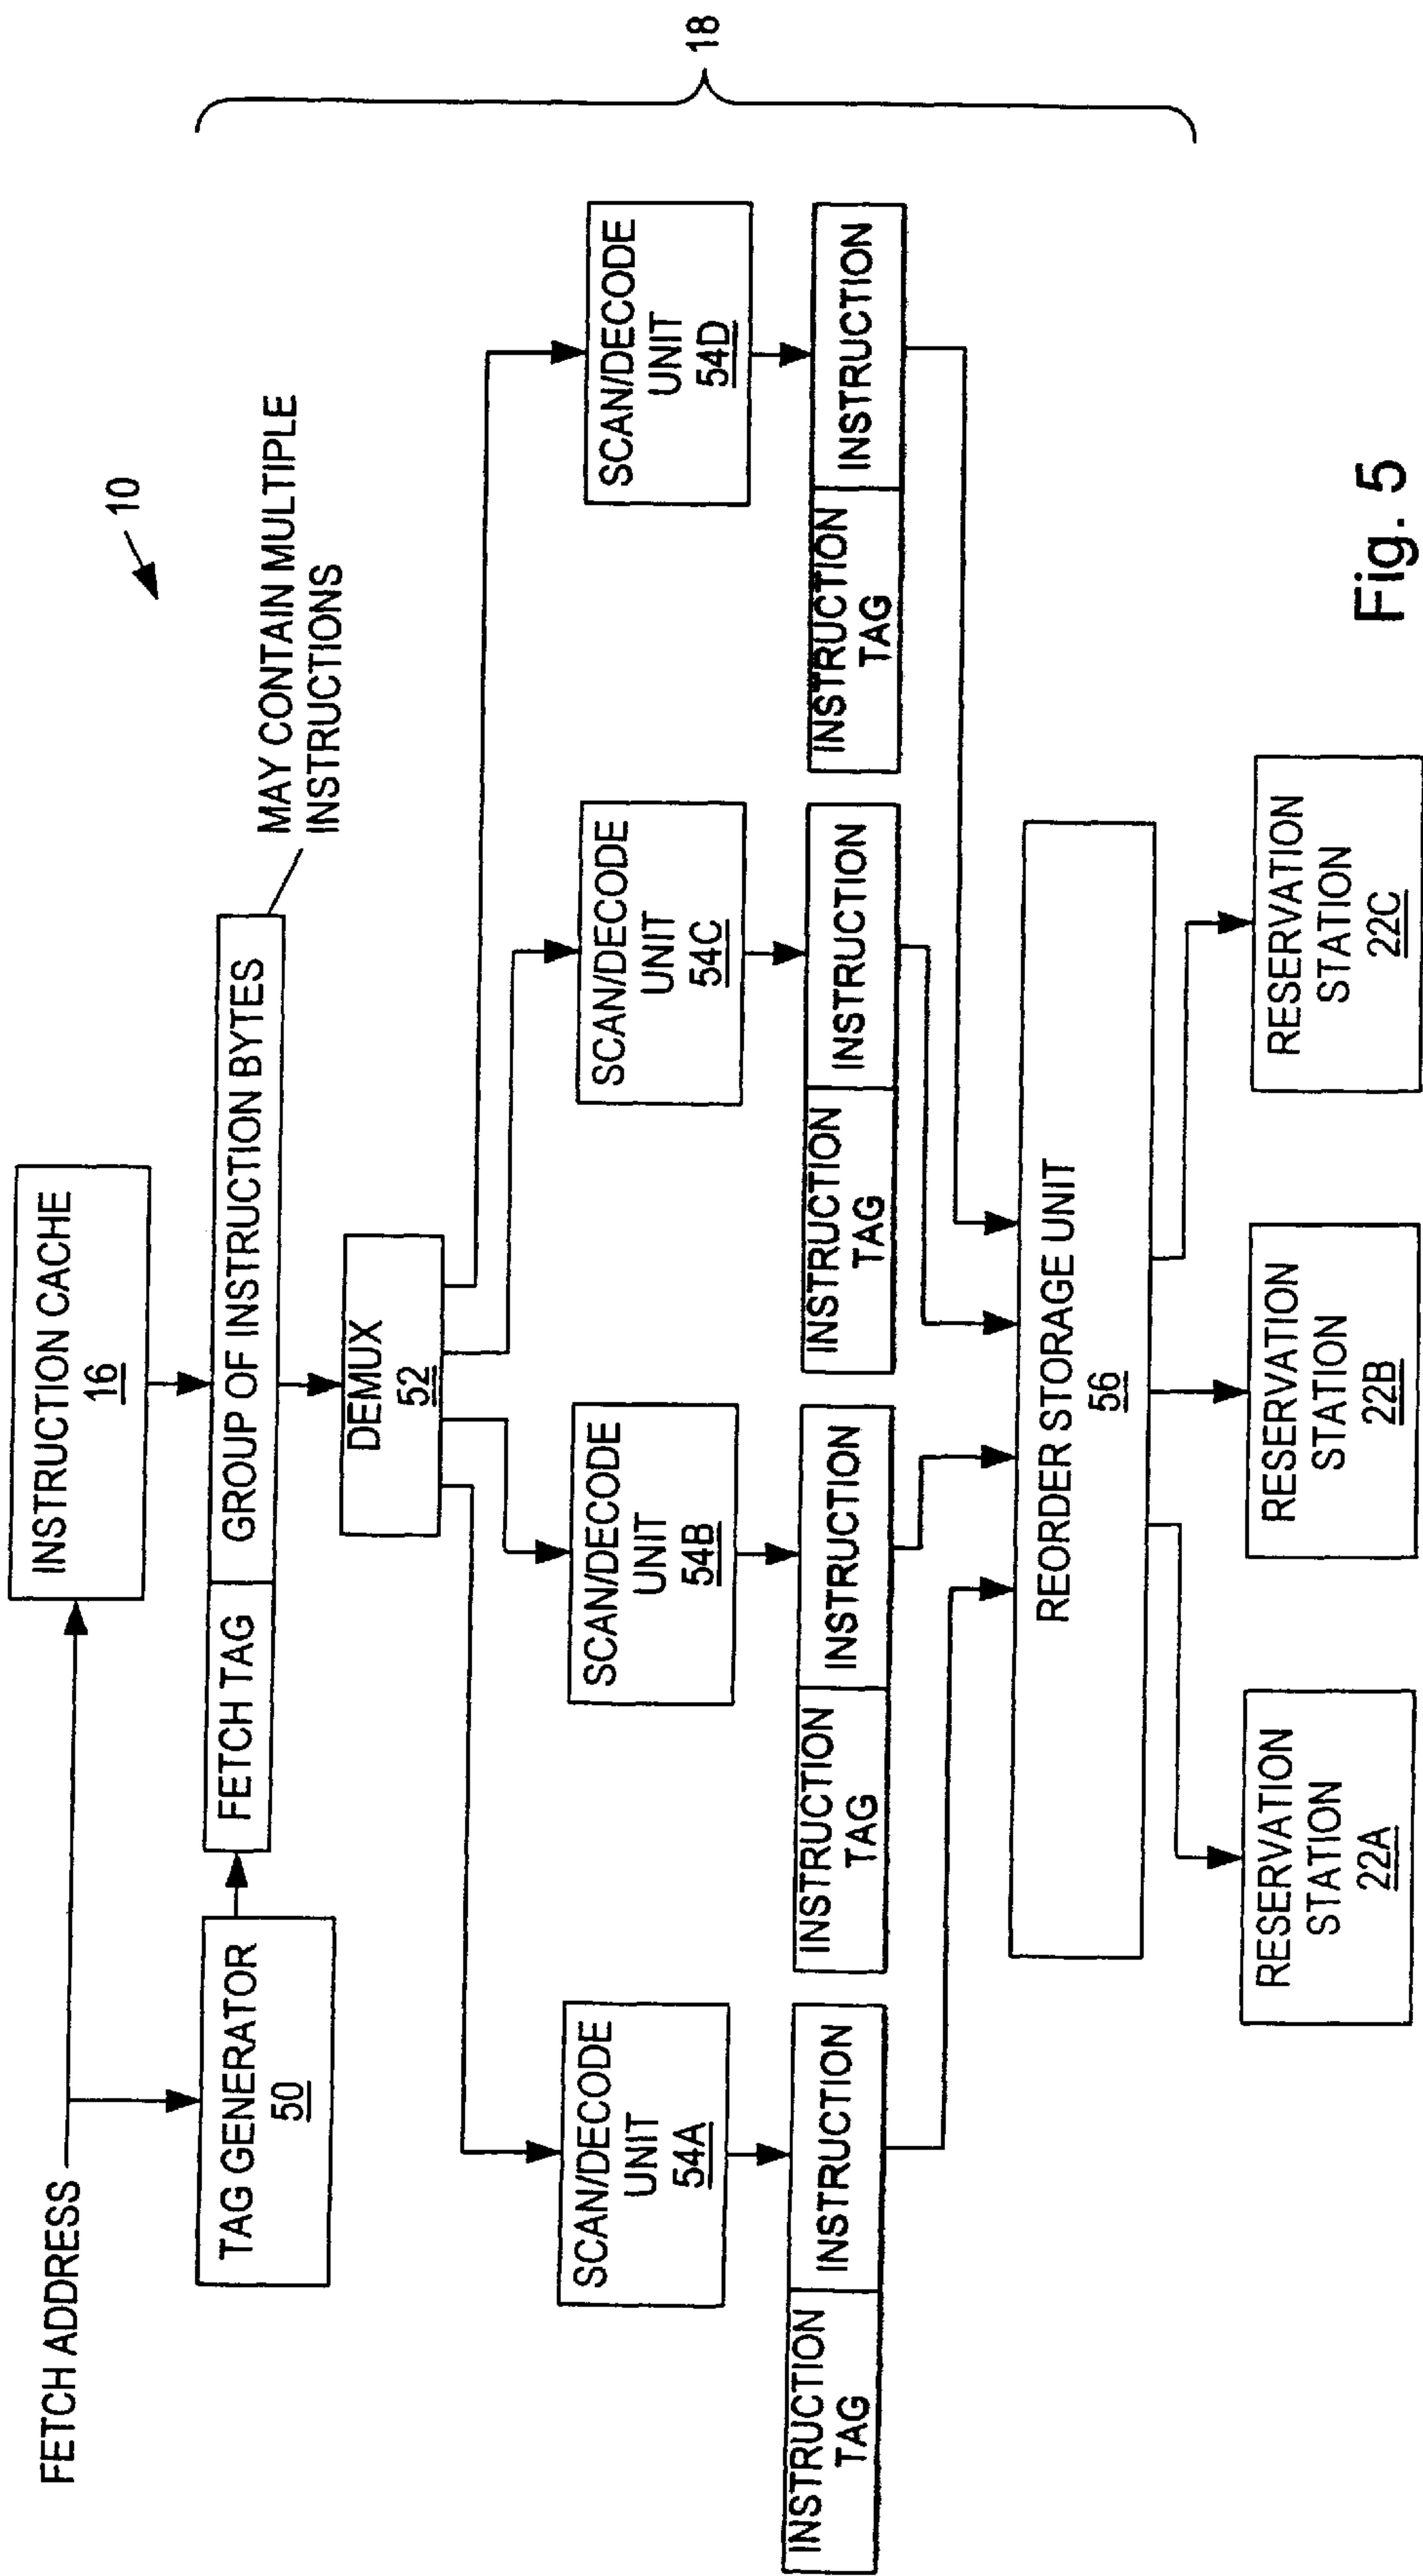 FETCH ADDRESS
INSTRUCTION CACHE
16
10
TAG GENERATOR
50
FETCH TAG
GROUP OF INSTRUCTION BYTES
MAY CONTAIN MULTIPLE
INSTRUCTIONS
DEMUX
52
18
SCAN/DECODE
UNIT
54A
SCAN/DECODE
UNIT
54B
SCAN/DECODE
UNIT
54C
SCAN/DECODE
UNIT
54D
INSTRUCTION
TAG
INSTRUCTION
INSTRUCTION
TAG
INSTRUCTION
INSTRUCTION
TAG
INSTRUCTION
INSTRUCTION
TAG
INSTRUCTION
REORDER STORAGE UNIT
56
RESERVATION
STATION
22A
RESERVATION
STATION
22B
RESERVATION
STATION
22C
Fig. 5